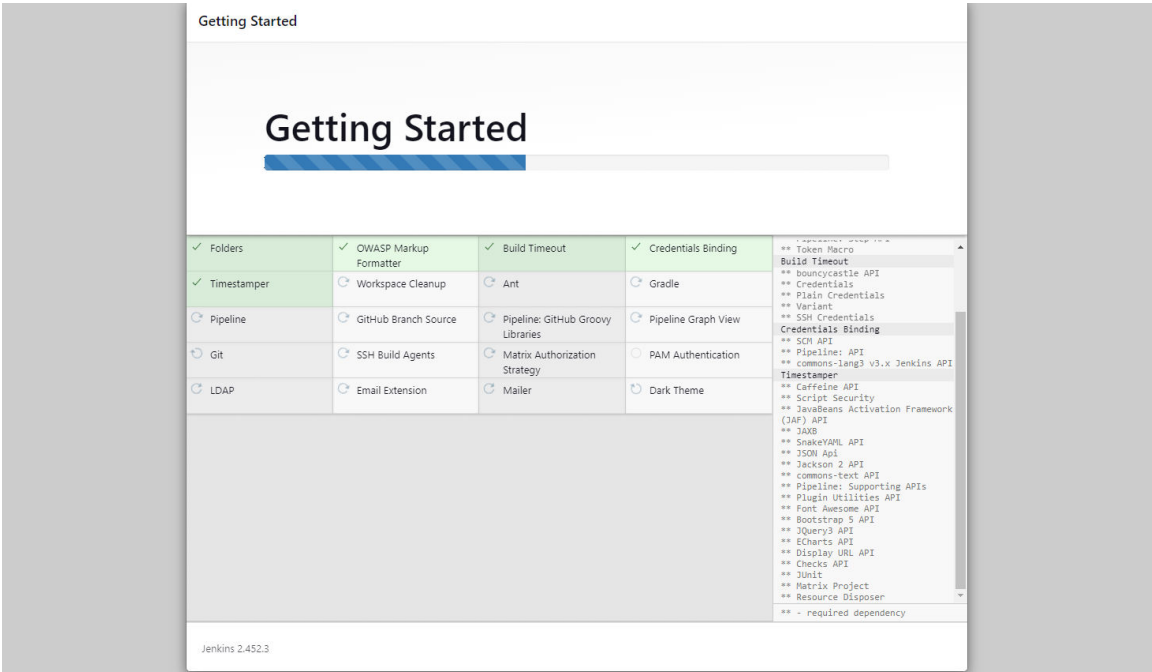 Getting Started
Getting Started
Folders
OWASP Markup
Formatter
Build Timeout
Credentials Binding
Timestamper
Workspace Cleanup
Ant
Gradle
Pipeline
GitHub Branch Source
Pipeline: GitHub Groovy
Libraries
Pipeline Graph View
Git
SSH Build Agents
Matrix Authorization
Strategy
PAM Authentication
LDAP
Email Extension
Mailer
Dark Theme
** Token Macro
Build Timeout
** bouncycastle API
** Credentials
** Plain Credentials
** Variant
** SSH Credentials
Credentials Binding
** SCM API
** Pipeline: API
** commons-lang3 v3.x Jenkins API
Timestamper
** Caffeine API
** Script Security
** JavaBeans Activation Framework
(JAF) API
** JAXB
** SnakeYAML API
** JSON Api
** Jackson 2 API
** commons-text API
** Pipeline: Supporting APIs
** Plugin Utilities API
** Font Awesome API
** Bootstrap 5 API
** JQuery3 API
** ECharts API
** Display URL API
** Checks API
** JUnit
** Matrix Project
** Resource Disposer
** - required dependency
Jenkins 2.452.3